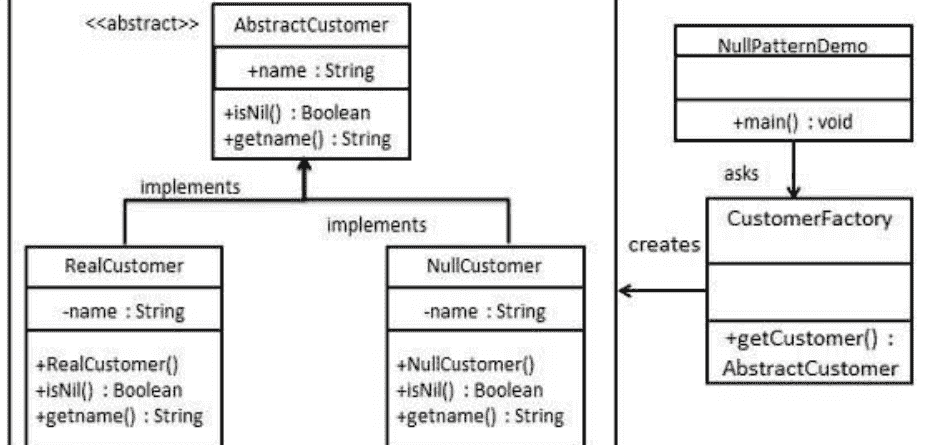 <<abstract>>
AbstractCustomer
+name : String
+isNil() : Boolean
+getname() : String
implements
implements
RealCustomer
-name : String
+RealCustomer()
+isNil() : Boolean
+getname() : String
NullCustomer
-name : String
+NullCustomer()
+isNil() : Boolean
+getname() : String
NullPatternDemo
+main() : void
asks
CustomerFactory
creates
+getCustomer() :
AbstractCustomer